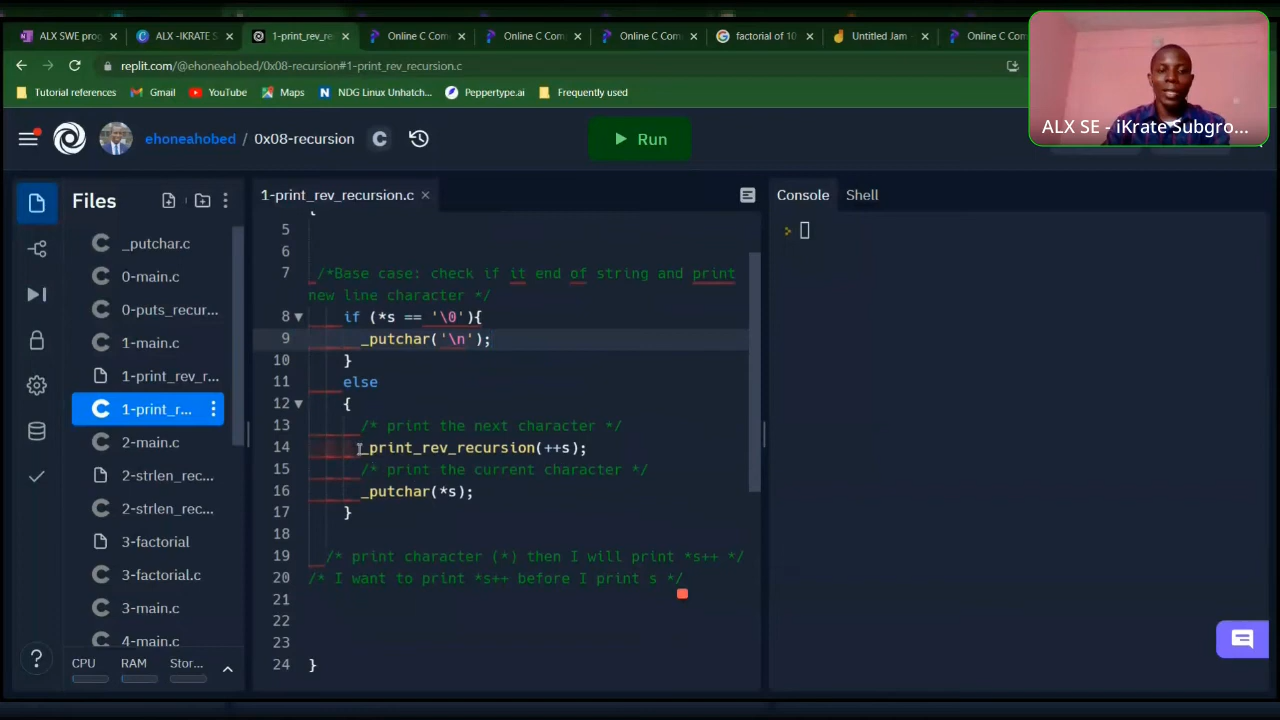 ALX SWE prog
ALX -IKRATE S
1-print_rev_re
Online C Com
Online C Com
Online C Com
factorial of 10
Untitled Jam -
Online C Com
replit.com/@ehoneahobed/0x08-recursion#1-print_rev_recursion.c
Tutorial references
Gmail
YouTube
Maps
NDG Linux Unhatch...
Peppertype.ai
Frequently used
ALX SE - iKrate Subgro...
ehoneahobed / 0x08-recursion
C
Run
Files
_putchar.c
0-main.c
0-puts_recur...
1-main.c
1-print_rev_r...
1-print_r...
2-main.c
2-strlen_rec...
2-strlen_rec...
3-factorial
3-factorial.c
3-main.c
4-main.c
CPU RAM Stor...
1-print_rev_recursion.c
{
5
6
7 /*Base case: check if it end of string and print
new line character */
8 if (*s == '\0'){
9 _putchar('\n');
10 }
11 else
12 {
13 /* print the next character */
14 _print_rev_recursion(++s);
15 /* print the current character */
16 _putchar(*s);
17 }
18
19 /* print character (*) then I will print *s++ */
20 /* I want to print *s++ before I print s */
21
22
23
24 }
Console
Shell
>